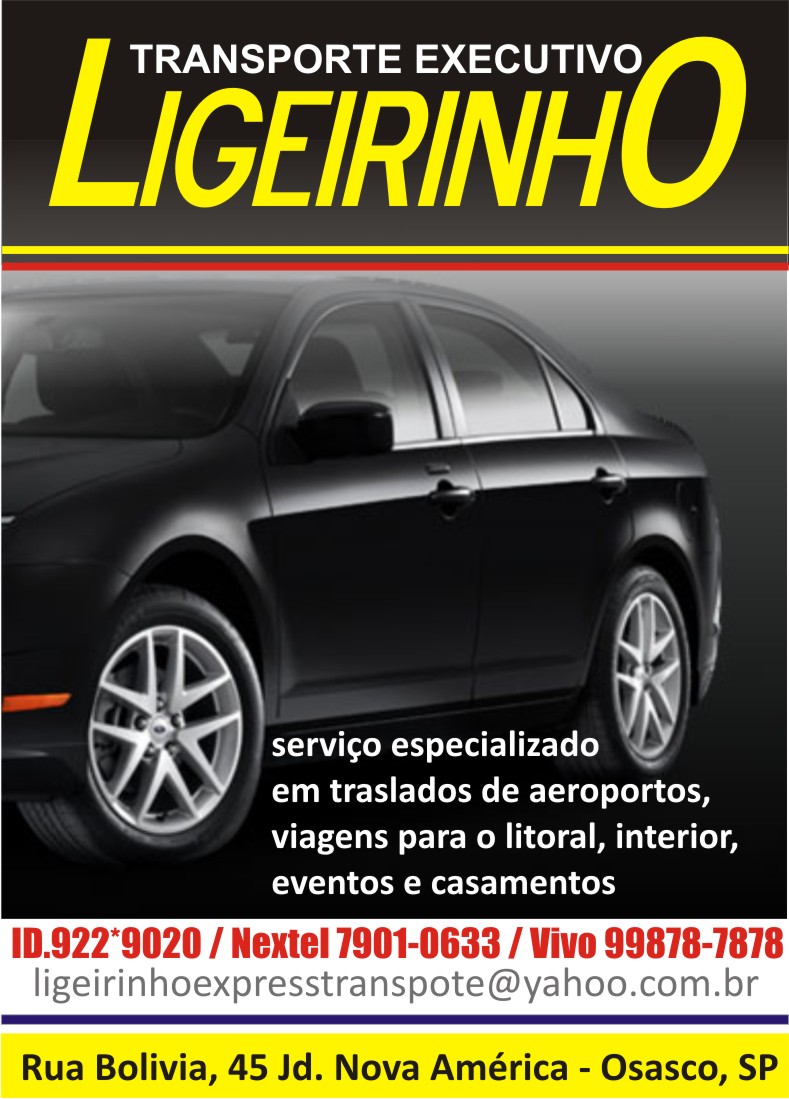 TRANSPORTE EXECUTIVO
LIGEIRINHO
serviço especializado
em traslados de aeroportos,
viagens para o litoral, interior,
eventos e casamentos
ID.922*9020 / Nextel 7901-0633 / Vivo 99878-7878
ligeirinhoexpresstranspote@yahoo.com.br
Rua Bolivia, 45 Jd. Nova América - Osasco, SP